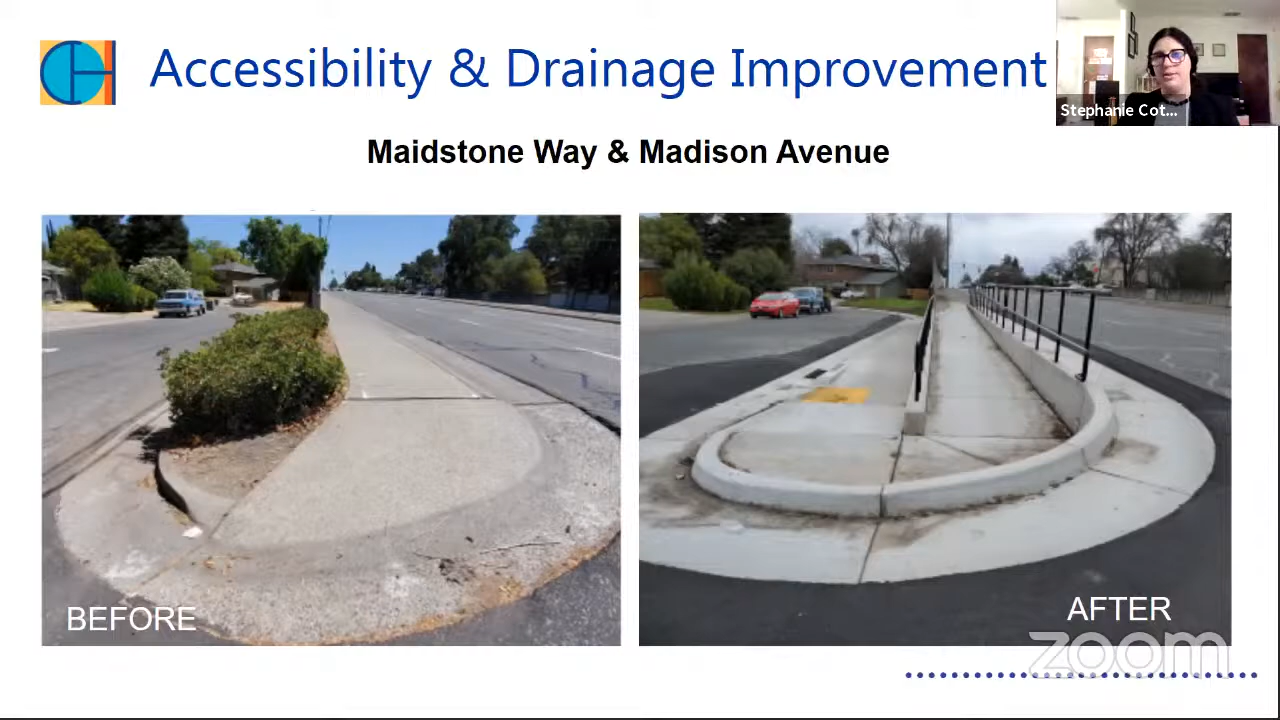 Accessibility & Drainage Improvement
Stephanie Cot...
Maidstone Way & Madison Avenue
BEFORE
AFTER
zoom